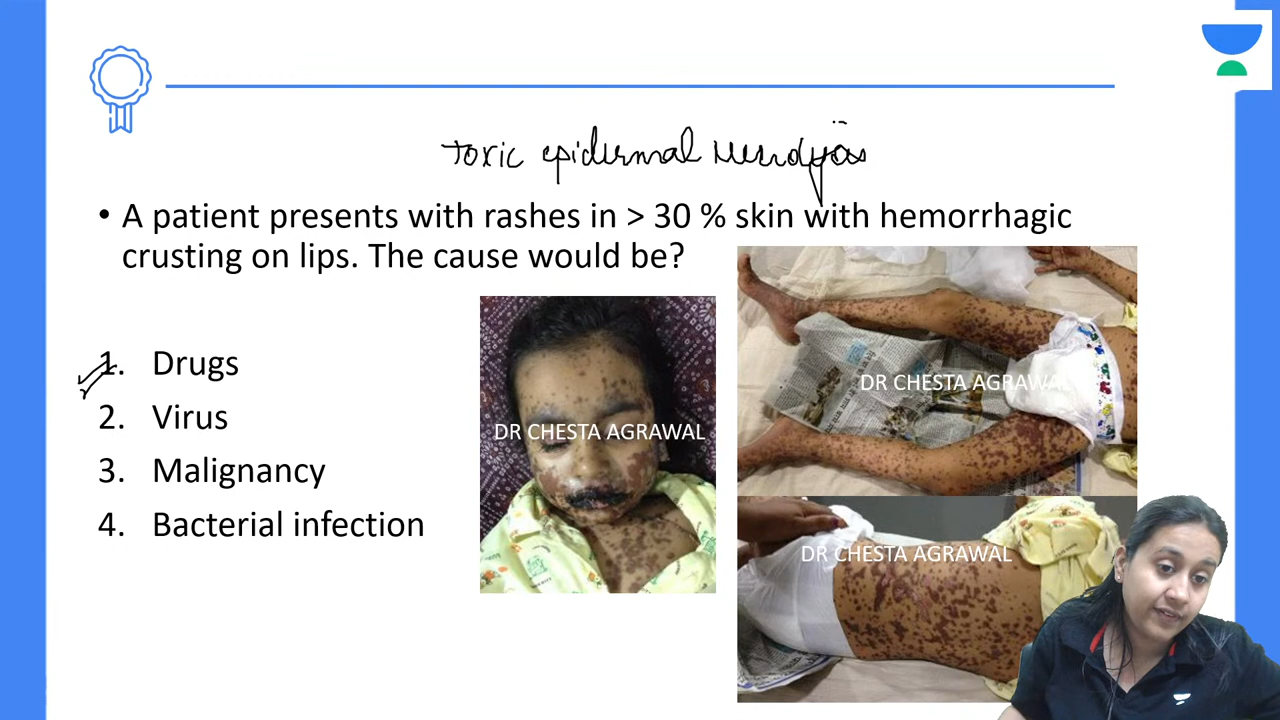 toxic epidermal
• A patient presents with rashes in > 30 % skin with hemorrhagic
crusting on lips. The cause would be?
1. Drugs
2. Virus
3. Malignancy
4. Bacterial infection
DR CHESTA AGRAWAL
DR CHESTA AGRAWAL
DR CHESTA AGRAWAL